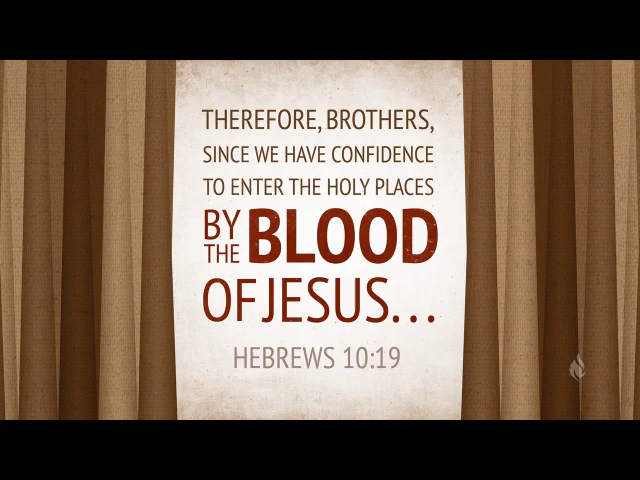 THEREFORE, BROTHERS,
SINCE WE HAVE CONFIDENCE
TO ENTER THE HOLY PLACES
BY THE BLOOD
OF JESUS...
HEBREWS 10:19